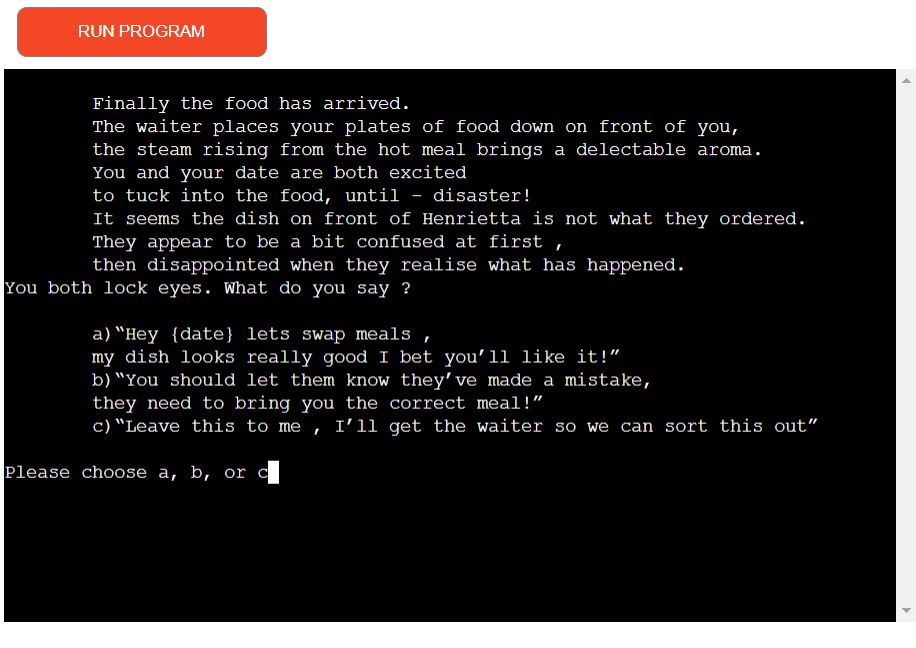 RUN PROGRAM
Finally the food has arrived.
The waiter places your plates of food down on front of you,
the steam rising from the hot meal brings a delectable aroma.
You and your date are both excited
to tuck into the food, until – disaster!
It seems the dish on front of Henrietta is not what they ordered.
They appear to be a bit confused at first ,
then disappointed when they realise what has happened.
You both lock eyes. What do you say ?
a)“Hey {date} lets swap meals ,
my dish looks really good I bet you’ll like it!”
b)“You should let them know they’ve made a mistake,
they need to bring you the correct meal!”
c)“Leave this to me , I’ll get the waiter so we can sort this out”
Please choose a, b, or c